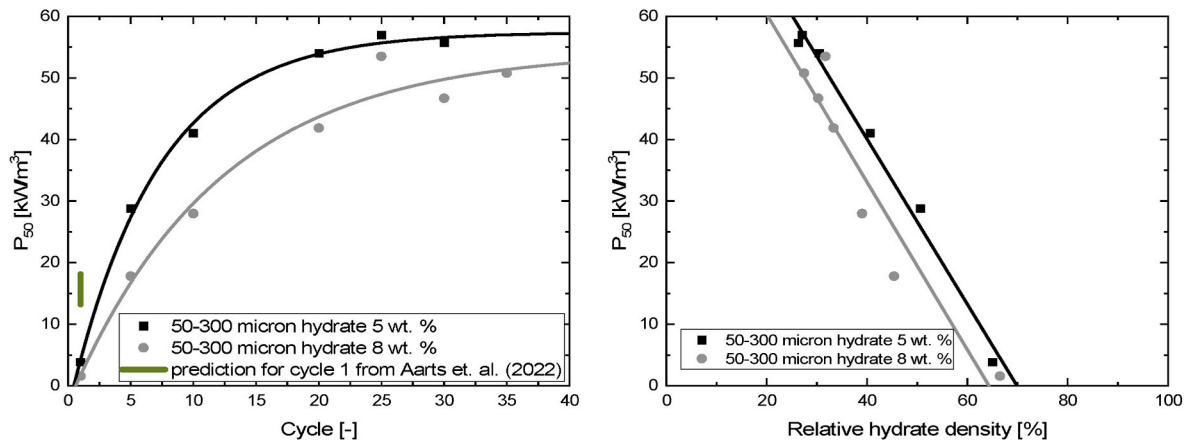 60
50
40
30
20
10
0
P₅₀ [kW/m³]
50-300 micron hydrate 5 wt. %
50-300 micron hydrate 8 wt. %
prediction for cycle 1 from Aarts et. al. (2022)
0 5 10 15 20 25 30 35 40
Cycle [-]
60
50
40
30
20
10
0
P₅₀ [kW/m³]
50-300 micron hydrate 5 wt. %
50-300 micron hydrate 8 wt. %
0 20 40 60 80 100
Relative hydrate density [%]